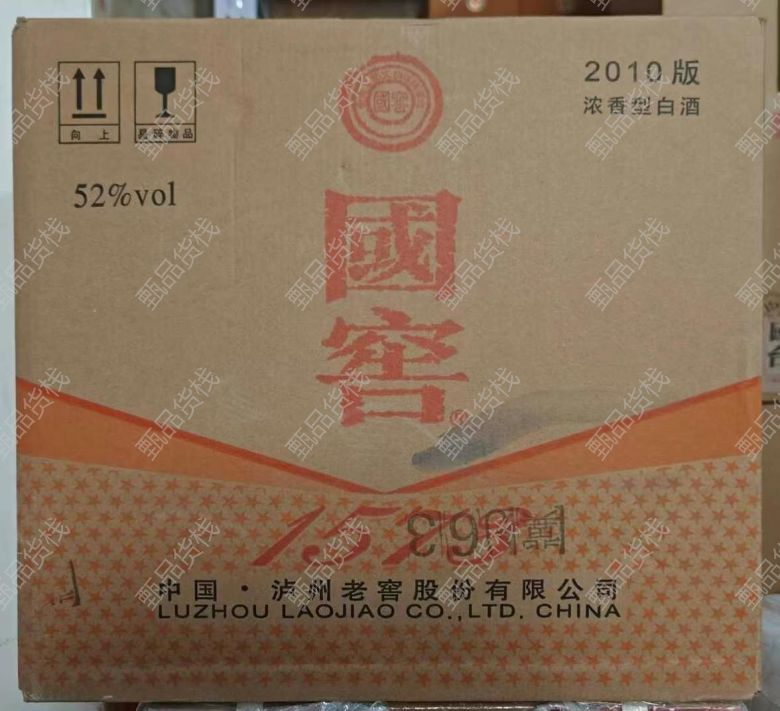 2010版
浓香型白酒
向上
易碎物品
52%vol
國窖
國
窖
®
中国·泸州老窖股份有限公司
LUZHOU LAOJIAO CO.,LTD. CHINA
甄品货栈